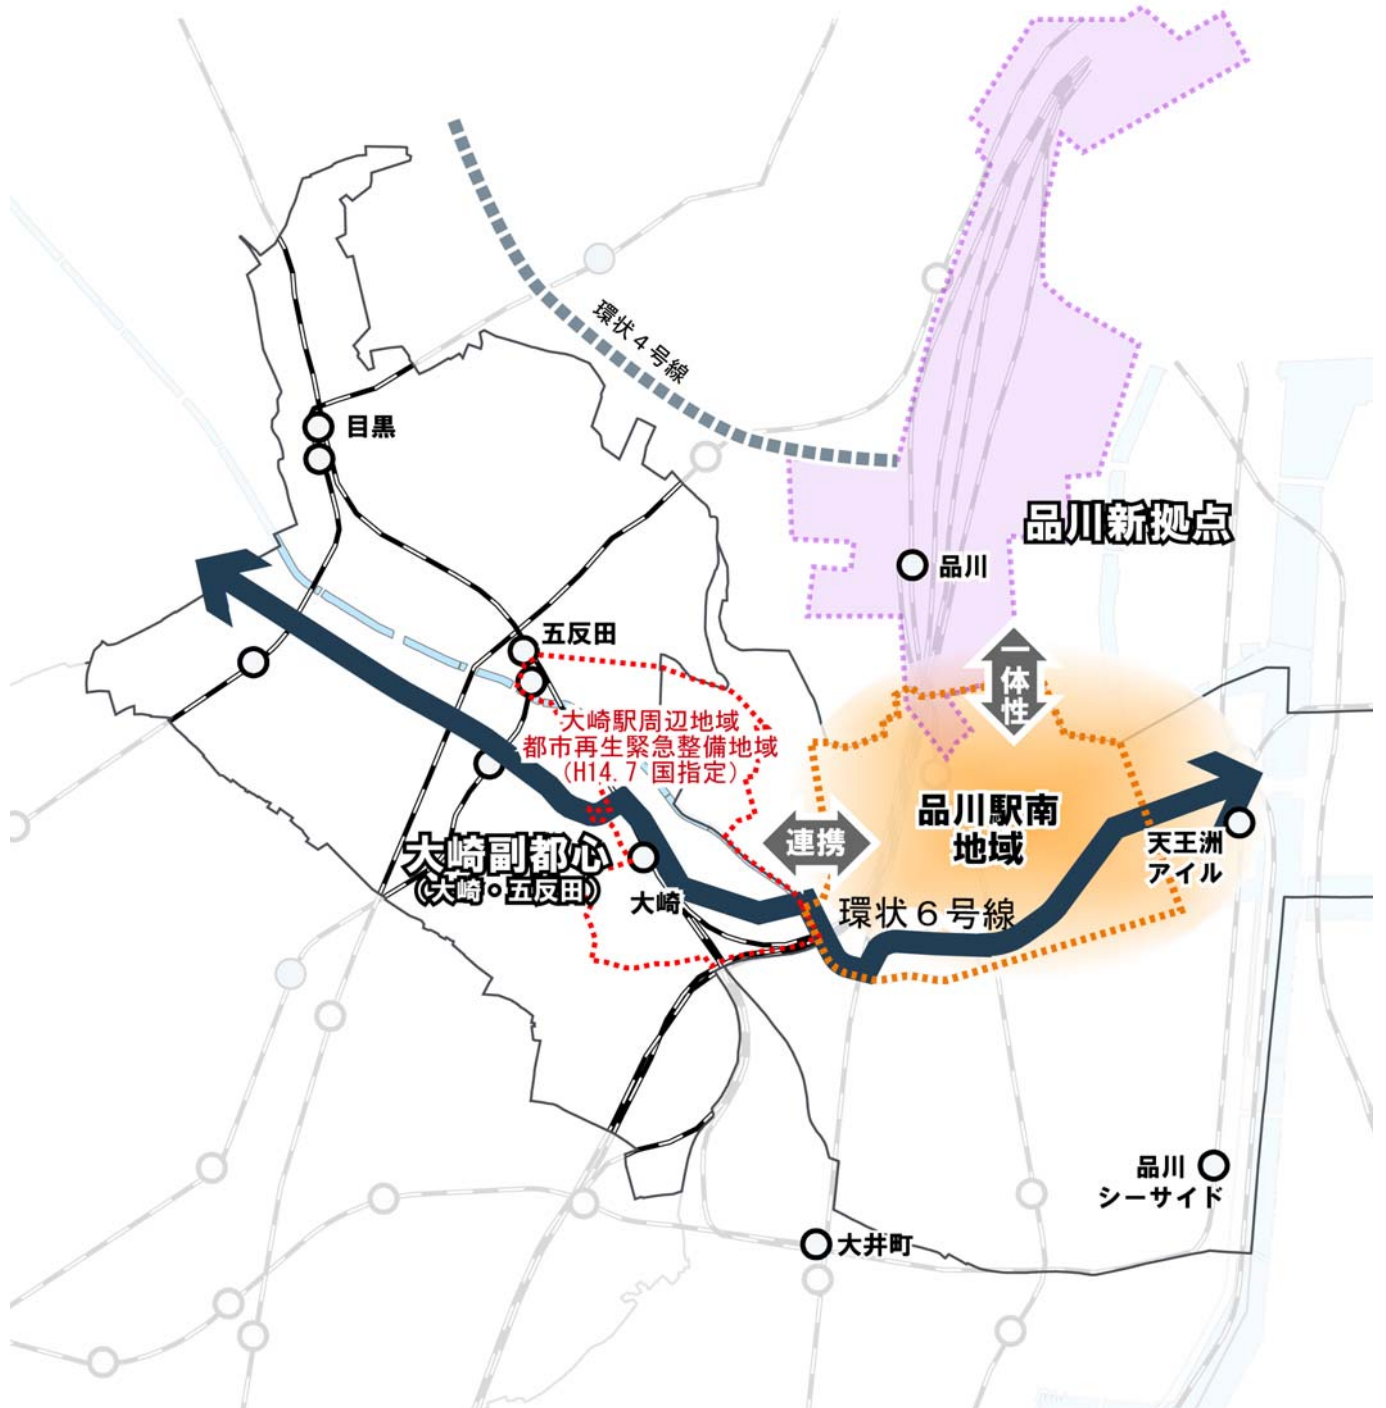 環状４号線
目黒
品川新拠点
品川
五反田
一体性
大崎駅周辺地域
都市再生緊急整備地域
（H14.7 国指定）
品川駅南
地域
連携
天王洲
アイル
大崎副都心
（大崎・五反田）
大崎
環状６号線
品川
シーサイド
大井町